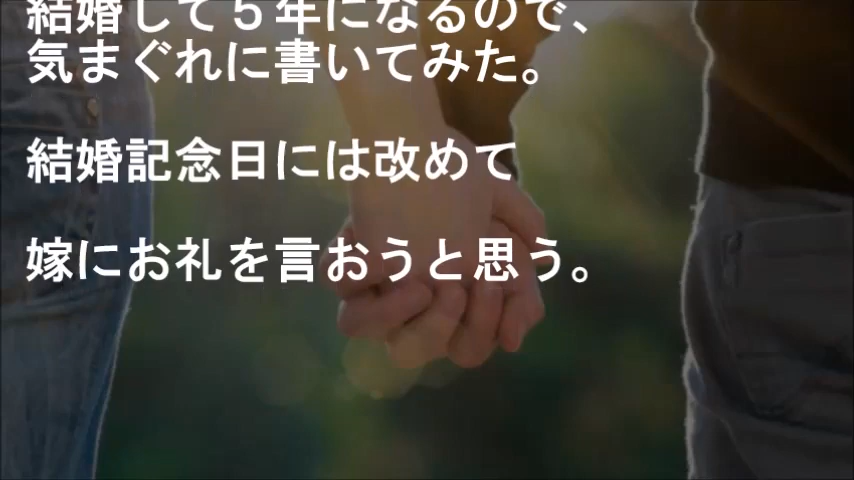 結婚して５年になるので、
気まぐれに書いてみた。
結婚記念日には改めて
嫁にお礼を言おうと思う。